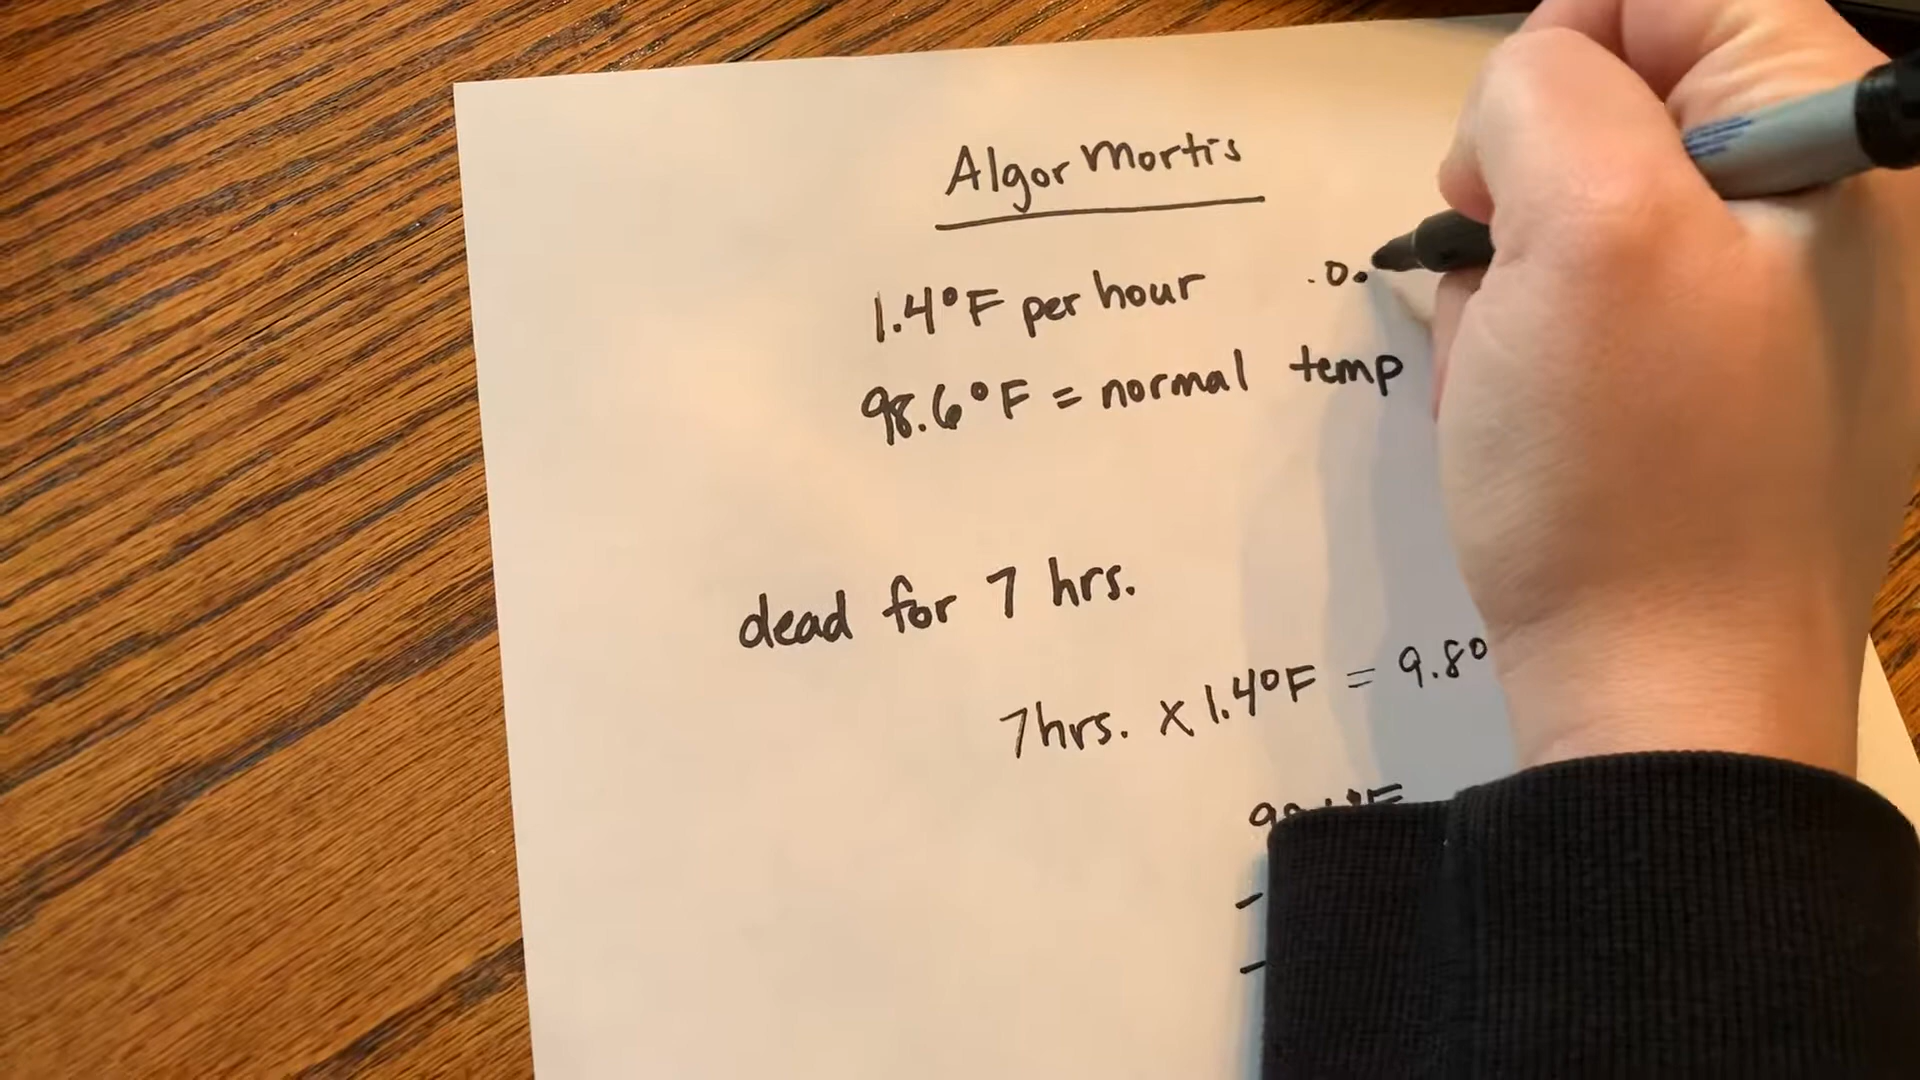 Algor Mortis
1.4°F per hour .0
98.6°F = normal temp
dead for 7 hrs.
7hrs. x 1.4°F = 9.8°